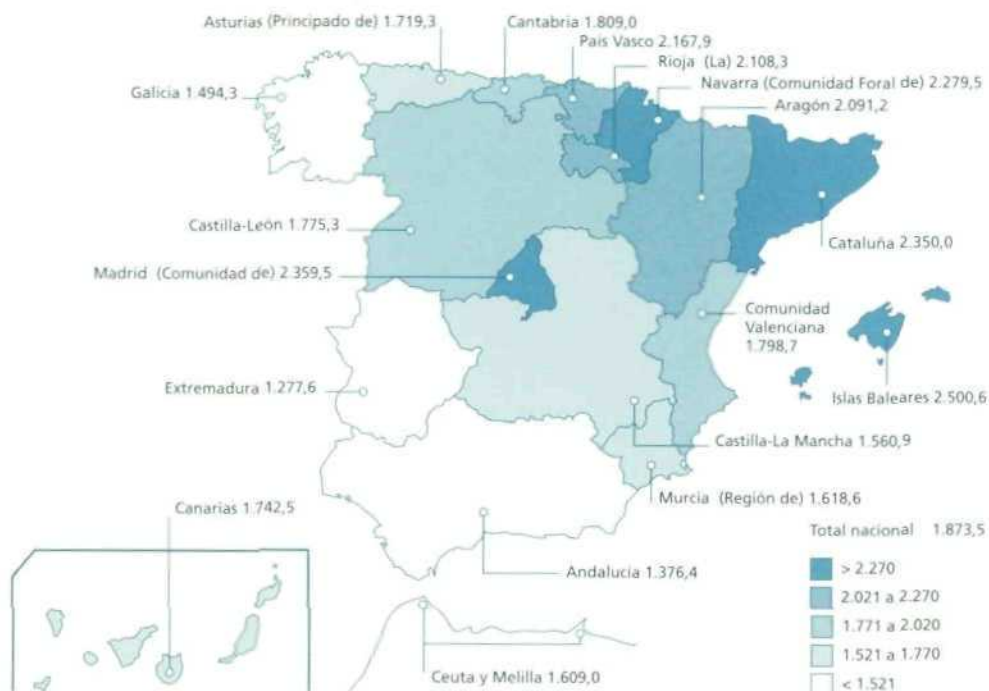 Asturias (Principado de) 1.719,3
Cantabria 1.809,0
País Vasco 2.167,9
Rioja (La) 2.108,3
Navarra (Comunidad Foral de) 2.279,5
Aragón 2.091,2
Galicia 1.494,3
Castilla-León 1.775,3
Cataluña 2.350,0
Madrid (Comunidad de) 2.359,5
Comunidad
Valenciana
1.798,7
Extremadura 1.277,6
Islas Baleares 2.500,6
Castilla-La Mancha 1.560,9
Murcia (Región de) 1.618,6
Canarias 1.742,5
Andalucía 1.376,4
Ceuta y Melilla 1.609,0
Total nacional 1.873,5
> 2.270
2.021 a 2.270
1.771 a 2.020
1.521 a 1.770
< 1.521